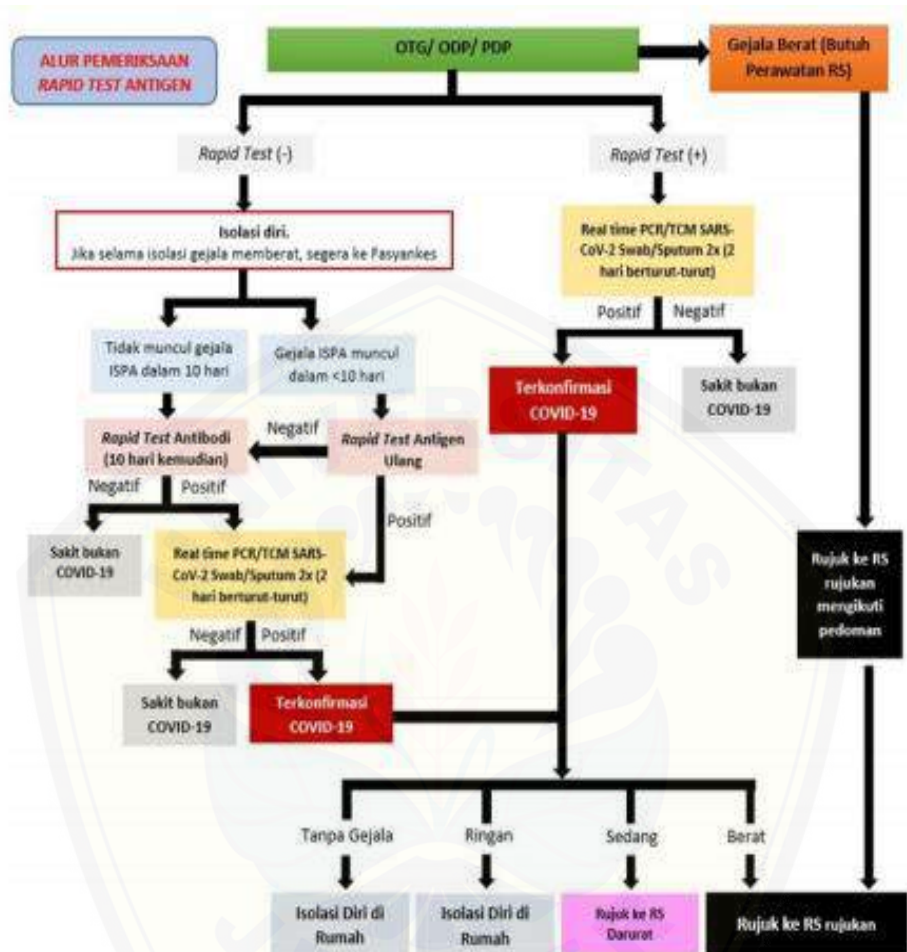 ALUR PEMERIKSAAN
RAPID TEST ANTIGEN
OTG/ ODP/ PDP
Gejala Berat (Butuh
Perawatan RS)
Rapid Test (-)
Rapid Test (+)
Isolasi diri.
Jika selama isolasi gejala memberat, segera ke Fasyankes
Real time PCR/TCM SARS-
CoV-2 Swab/Sputum 2x (2
hari berturut-turut)
Positif
Negatif
Tidak muncul gejala
ISPA dalam 10 hari
Gejala ISPA muncul
dalam <10 hari
Terkonfirmasi
COVID-19
Sakit bukan
COVID-19
Rapid Test Antibodi
(10 hari kemudian)
Negatif
Rapid Test Antigen
Ulang
Negatif
Positif
Positif
Sakit bukan
COVID-19
Real time PCR/TCM SARS-
CoV-2 Swab/Sputum 2x (2
hari berturut-turut)
Rujuk ke RS
rujukan
mengikuti
pedoman
Negatif
Positif
Sakit bukan
COVID-19
Terkonfirmasi
COVID-19
Tanpa Gejala
Ringan
Sedang
Berat
Isolasi Diri di
Rumah
Isolasi Diri di
Rumah
Rujuk ke RS
Darurat
Rujuk ke RS rujukan